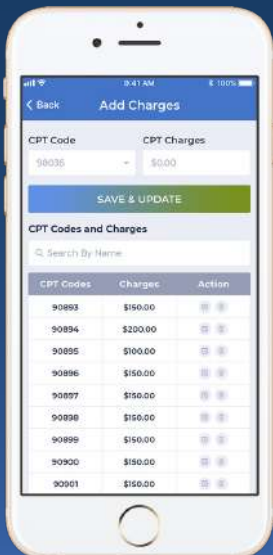 9:41 AM 100%
Back Add Charges
CPT Code CPT Charges
98036 $0.00
SAVE & UPDATE
CPT Codes and Charges
Search By Name
CPT Codes Charges Action
90893 $150.00
90894 $200.00
90895 $100.00
90896 $150.00
90897 $150.00
90898 $150.00
90899 $150.00
90900 $150.00
90901 $150.00